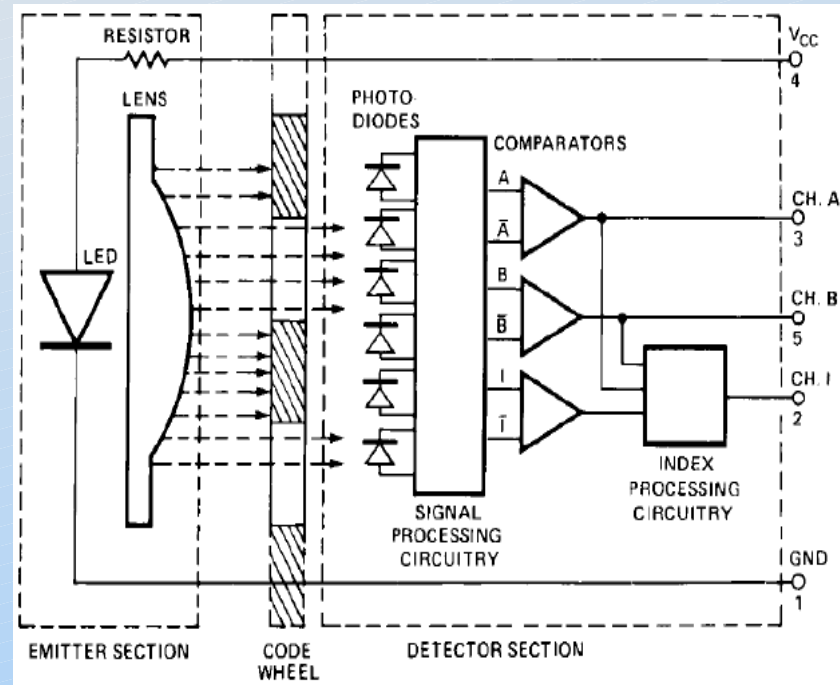 RESISTOR
LENS
LED
PHOTO-
DIODES
COMPARATORS
A
A̅
B
B̅
I
I̅
VCC
4
CH. A
3
CH. B
5
CH. I
2
GND
1
SIGNAL
PROCESSING
CIRCUITRY
INDEX
PROCESSING
CIRCUITRY
EMITTER SECTION
CODE
WHEEL
DETECTOR SECTION